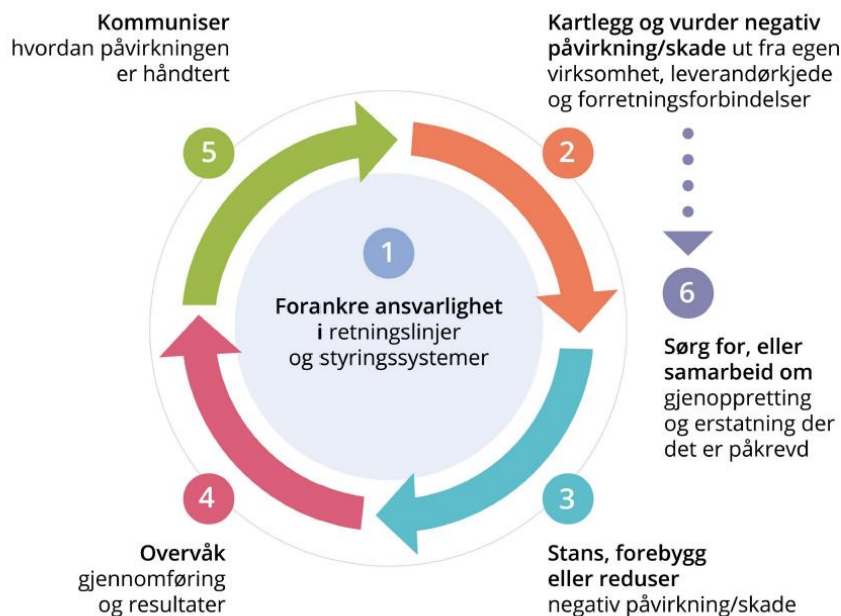 Kommuniser
hvordan påvirkningen
er håndtert
5
Kartlegg og vurder negativ
påvirkning/skade ut fra egen
virksomhet, leverandørkjede
og forretningsforbindelser
2
1
Forankre ansvarlighet
i retningslinjer
og styringssystemer
6
Sørg for, eller
samarbeid om
gjenoppretting
og erstatning der
det er påkrevd
4
Overvåk
gjennomføring
og resultater
3
Stans, forebygg
eller reduser
negativ påvirkning/skade